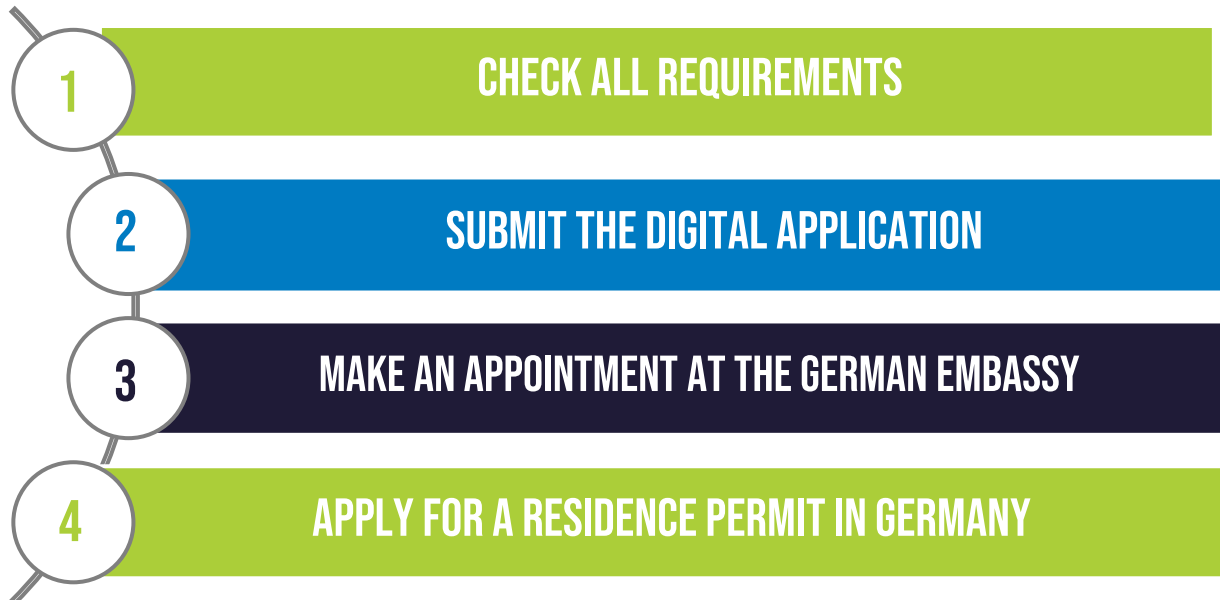 1
CHECK ALL REQUIREMENTS
2
SUBMIT THE DIGITAL APPLICATION
3
MAKE AN APPOINTMENT AT THE GERMAN EMBASSY
4
APPLY FOR A RESIDENCE PERMIT IN GERMANY